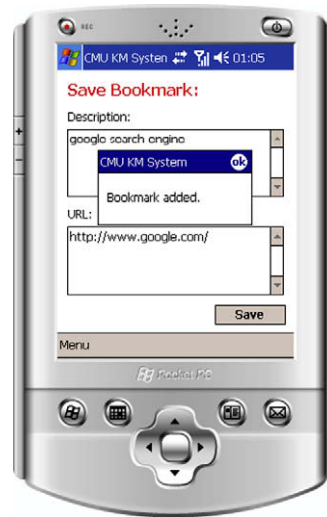 REC
CMU KM System 01:05
Save Bookmark:
Description:
google search engine
CMU KM System ok
Bookmark added.
URL:
http://www.google.com/
Save
Menu
Pocket PC